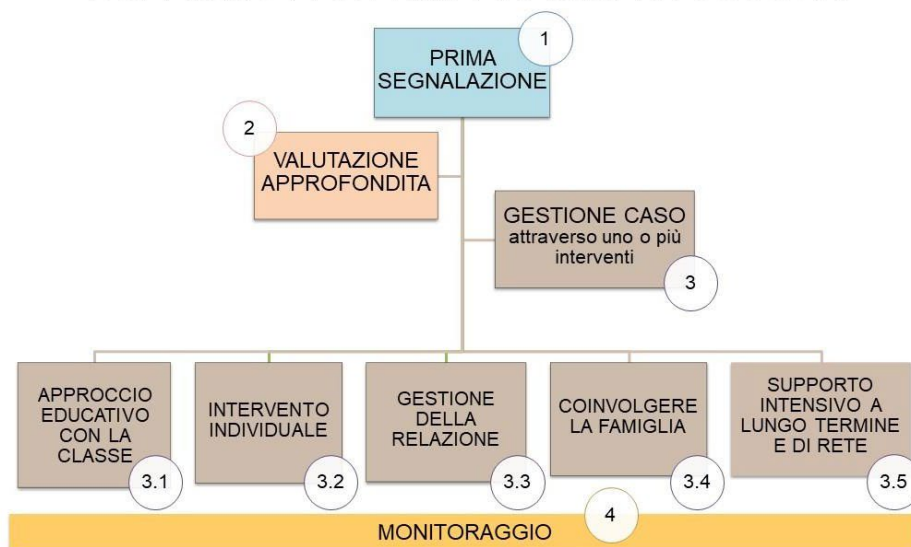 1
PRIMA
SEGNALAZIONE
2
VALUTAZIONE
APPROFONDITA
GESTIONE CASO
attraverso uno o più
interventi
3
APPROCCIO
EDUCATIVO
CON LA
CLASSE
3.1
INTERVENTO
INDIVIDUALE
3.2
GESTIONE
DELLA
RELAZIONE
3.3
COINVOLGERE
LA FAMIGLIA
3.4
SUPPORTO
INTENSIVO A
LUNGO TERMINE
E DI RETE
3.5
4
MONITORAGGIO